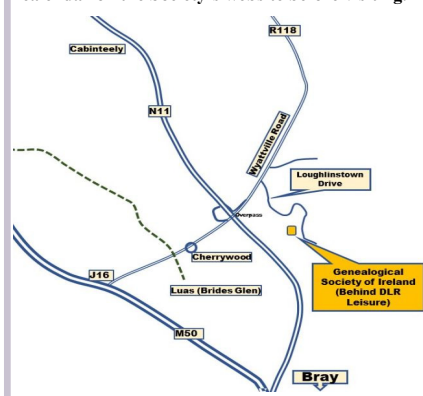 R118
Cabinteely
N11
Wyattville Road
Loughlinstown
Drive
Overpass
Cherrywood
Genealogical
Society of Ireland
(Behind DLR
Leisure)
J16
Luas (Brides Glen)
M50
Bray